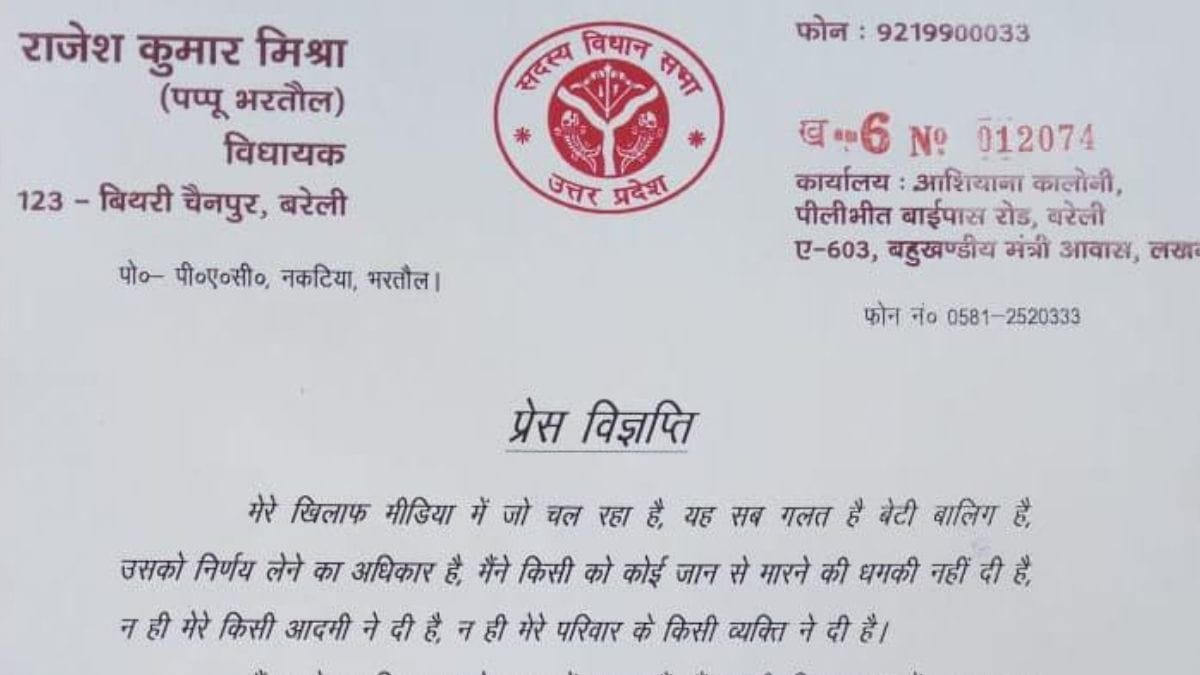 राजेश कुमार मिश्रा
(पप्पू भरतौल)
विधायक
123 - बिथरी चैनपुर, बरेली
पो०– पी०ए०सी०, नकटिया, भरतौल।
सदस्य विधान सभा
उत्तर प्रदेश
फोन : 9219900033
ख--6 Nº 012074
कार्यालय : आशियाना कालोनी,
पीलीभीत बाईपास रोड, बरेली
ए-603, बहुखण्डीय मंत्री आवास,
फोन नं० 0581–2520333
प्रेस विज्ञप्ति
मेरे खिलाफ मीडिया में जो चल रहा है, यह सब गलत है बेटी बालिग है,
उसको निर्णय लेने का अधिकार है, मैंने किसी को कोई जान से मारने की धमकी नहीं दी है,
न ही मेरे किसी आदमी ने दी है, न ही मेरे परिवार के किसी व्यक्ति ने दी है।